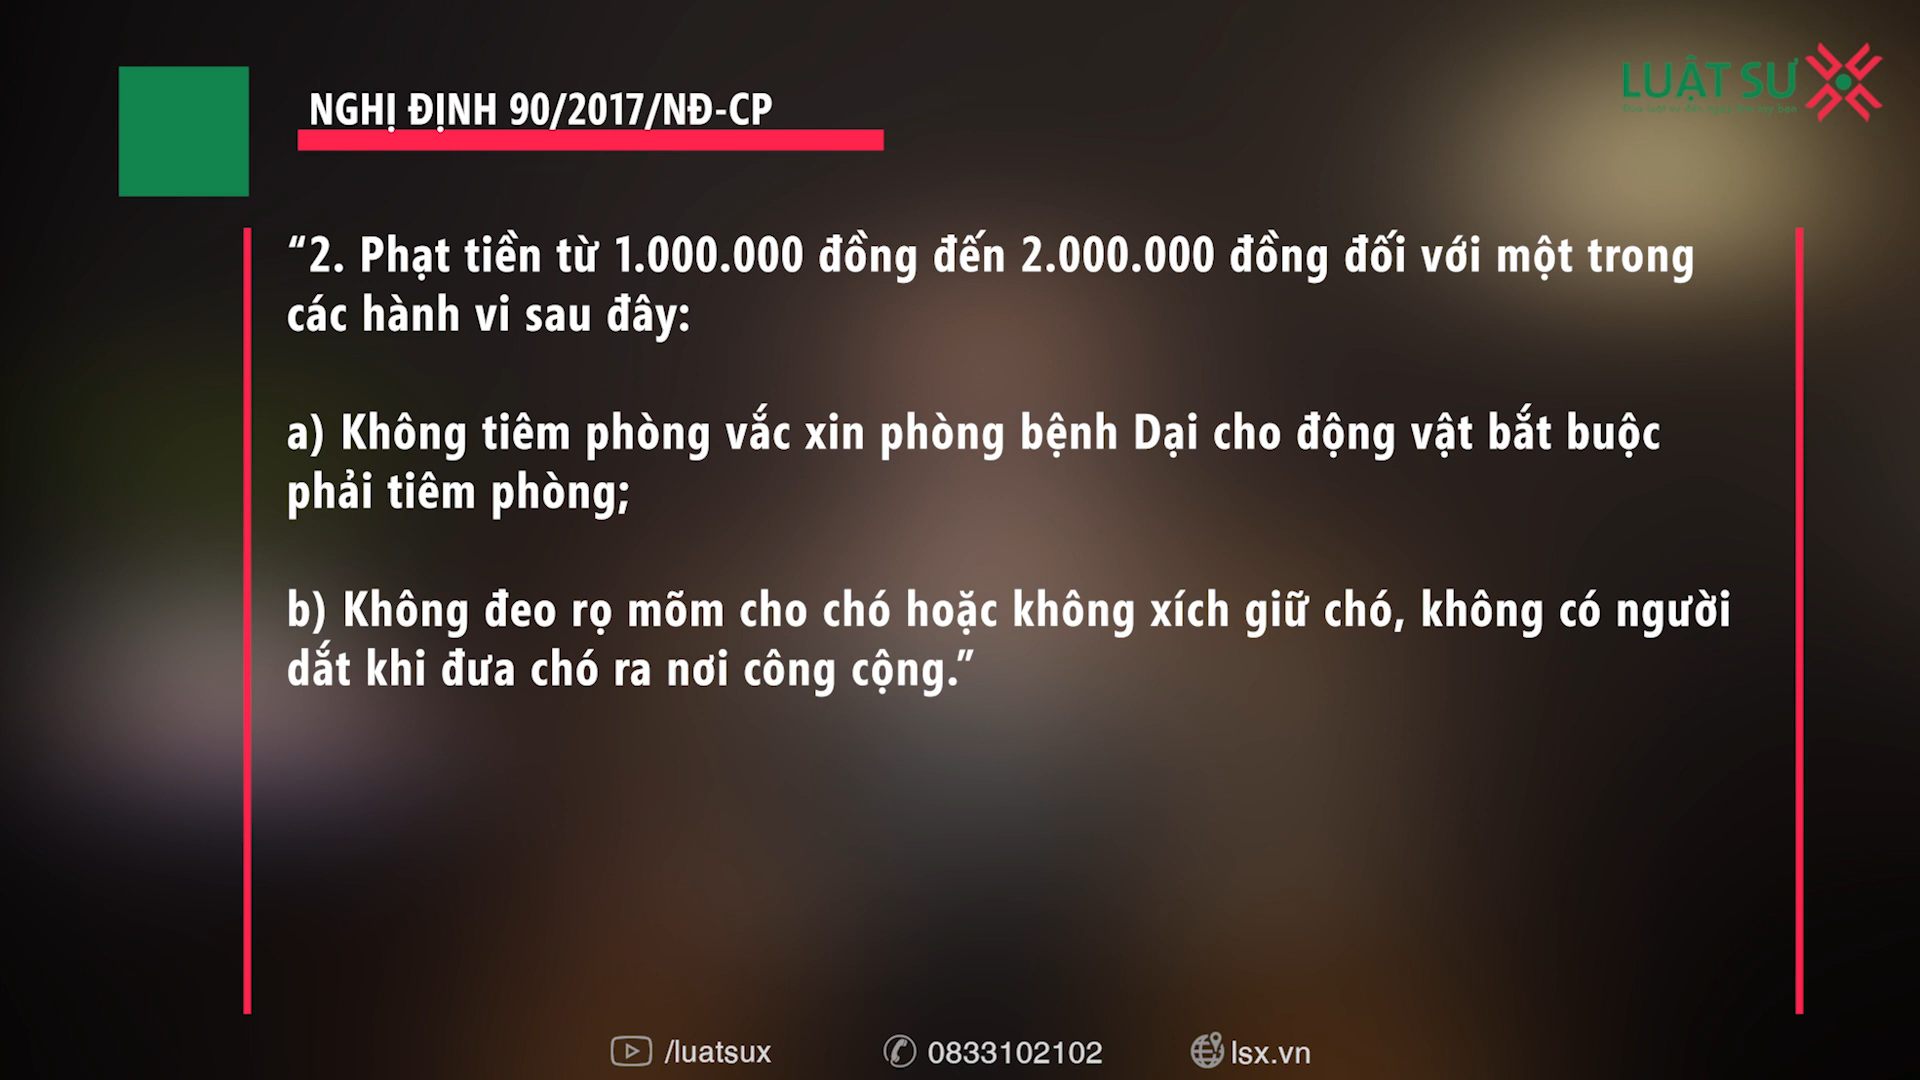 LUẬT SƯ
NGHỊ ĐỊNH 90/2017/NĐ-CP
“2. Phạt tiền từ 1.000.000 đồng đến 2.000.000 đồng đối với một trong
các hành vi sau đây:
a) Không tiêm phòng vắc xin phòng bệnh Dại cho động vật bắt buộc
phải tiêm phòng;
b) Không đeo rọ mõm cho chó hoặc không xích giữ chó, không có người
dắt khi đưa chó ra nơi công cộng.”
/luatsux
0833102102
lsx.vn